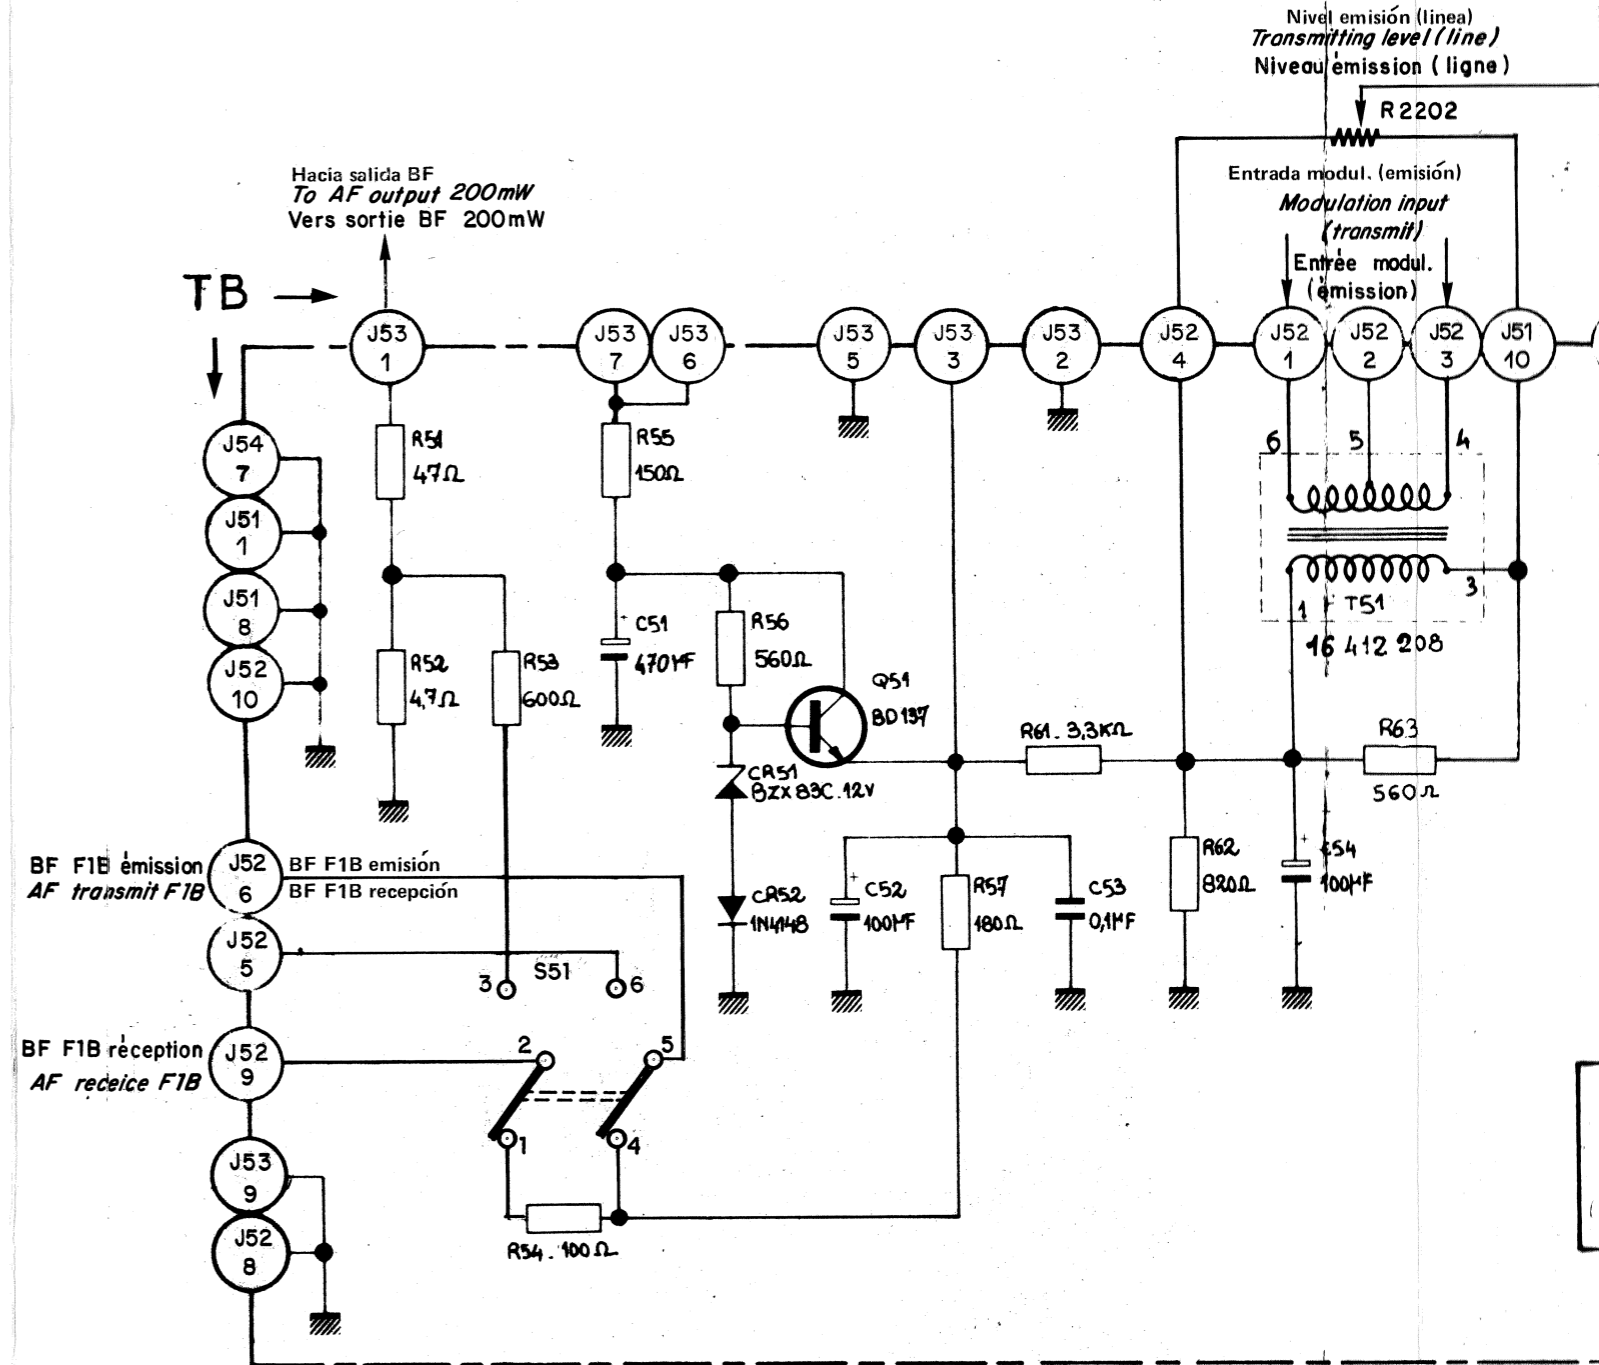 Nivel emisión (linea)
Transmitting level (line)
Niveau émission (ligne)
R2202
Hacia salida BF
To AF output 200mW
Vers sortie BF 200mW
Entrada modul. (emisión)
Modulation input
(transmit)
Entrée modul.
(émission)
TB
J53
1
J53
7
J53
6
J53
5
J53
3
J53
2
J52
4
J52
1
J52
2
J52
3
J51
10
J54
7
J51
1
J51
8
J52
10
R51
47Ω
R55
150Ω
6
5
4
C51
+
470µF
R56
560Ω
1
T51
3
16 412 208
R52
4,7Ω
R53
600Ω
Q51
BD137
R61. 3,3KΩ
R63
560Ω
CR51
BZX83C.12V
BF F1B émission
AF transmit F1B
J52
6
BF F1B emisión
BF F1B recepción
CR52
1N4148
+
C52
100µF
R57
180Ω
C53
0,1µF
R62
820Ω
+
C54
100µF
J52
5
3
S51
6
BF F1B réception
AF receice F1B
J52
9
2
5
1
4
J53
9
J52
8
R54. 100Ω